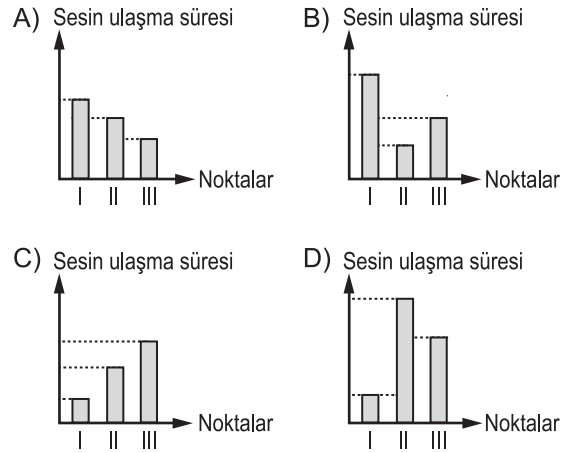 A) Sesin ulaşma süresi
Noktalar
I II III
B) Sesin ulaşma süresi
Noktalar
I II III
C) Sesin ulaşma süresi
Noktalar
I II III
D) Sesin ulaşma süresi
Noktalar
I II III